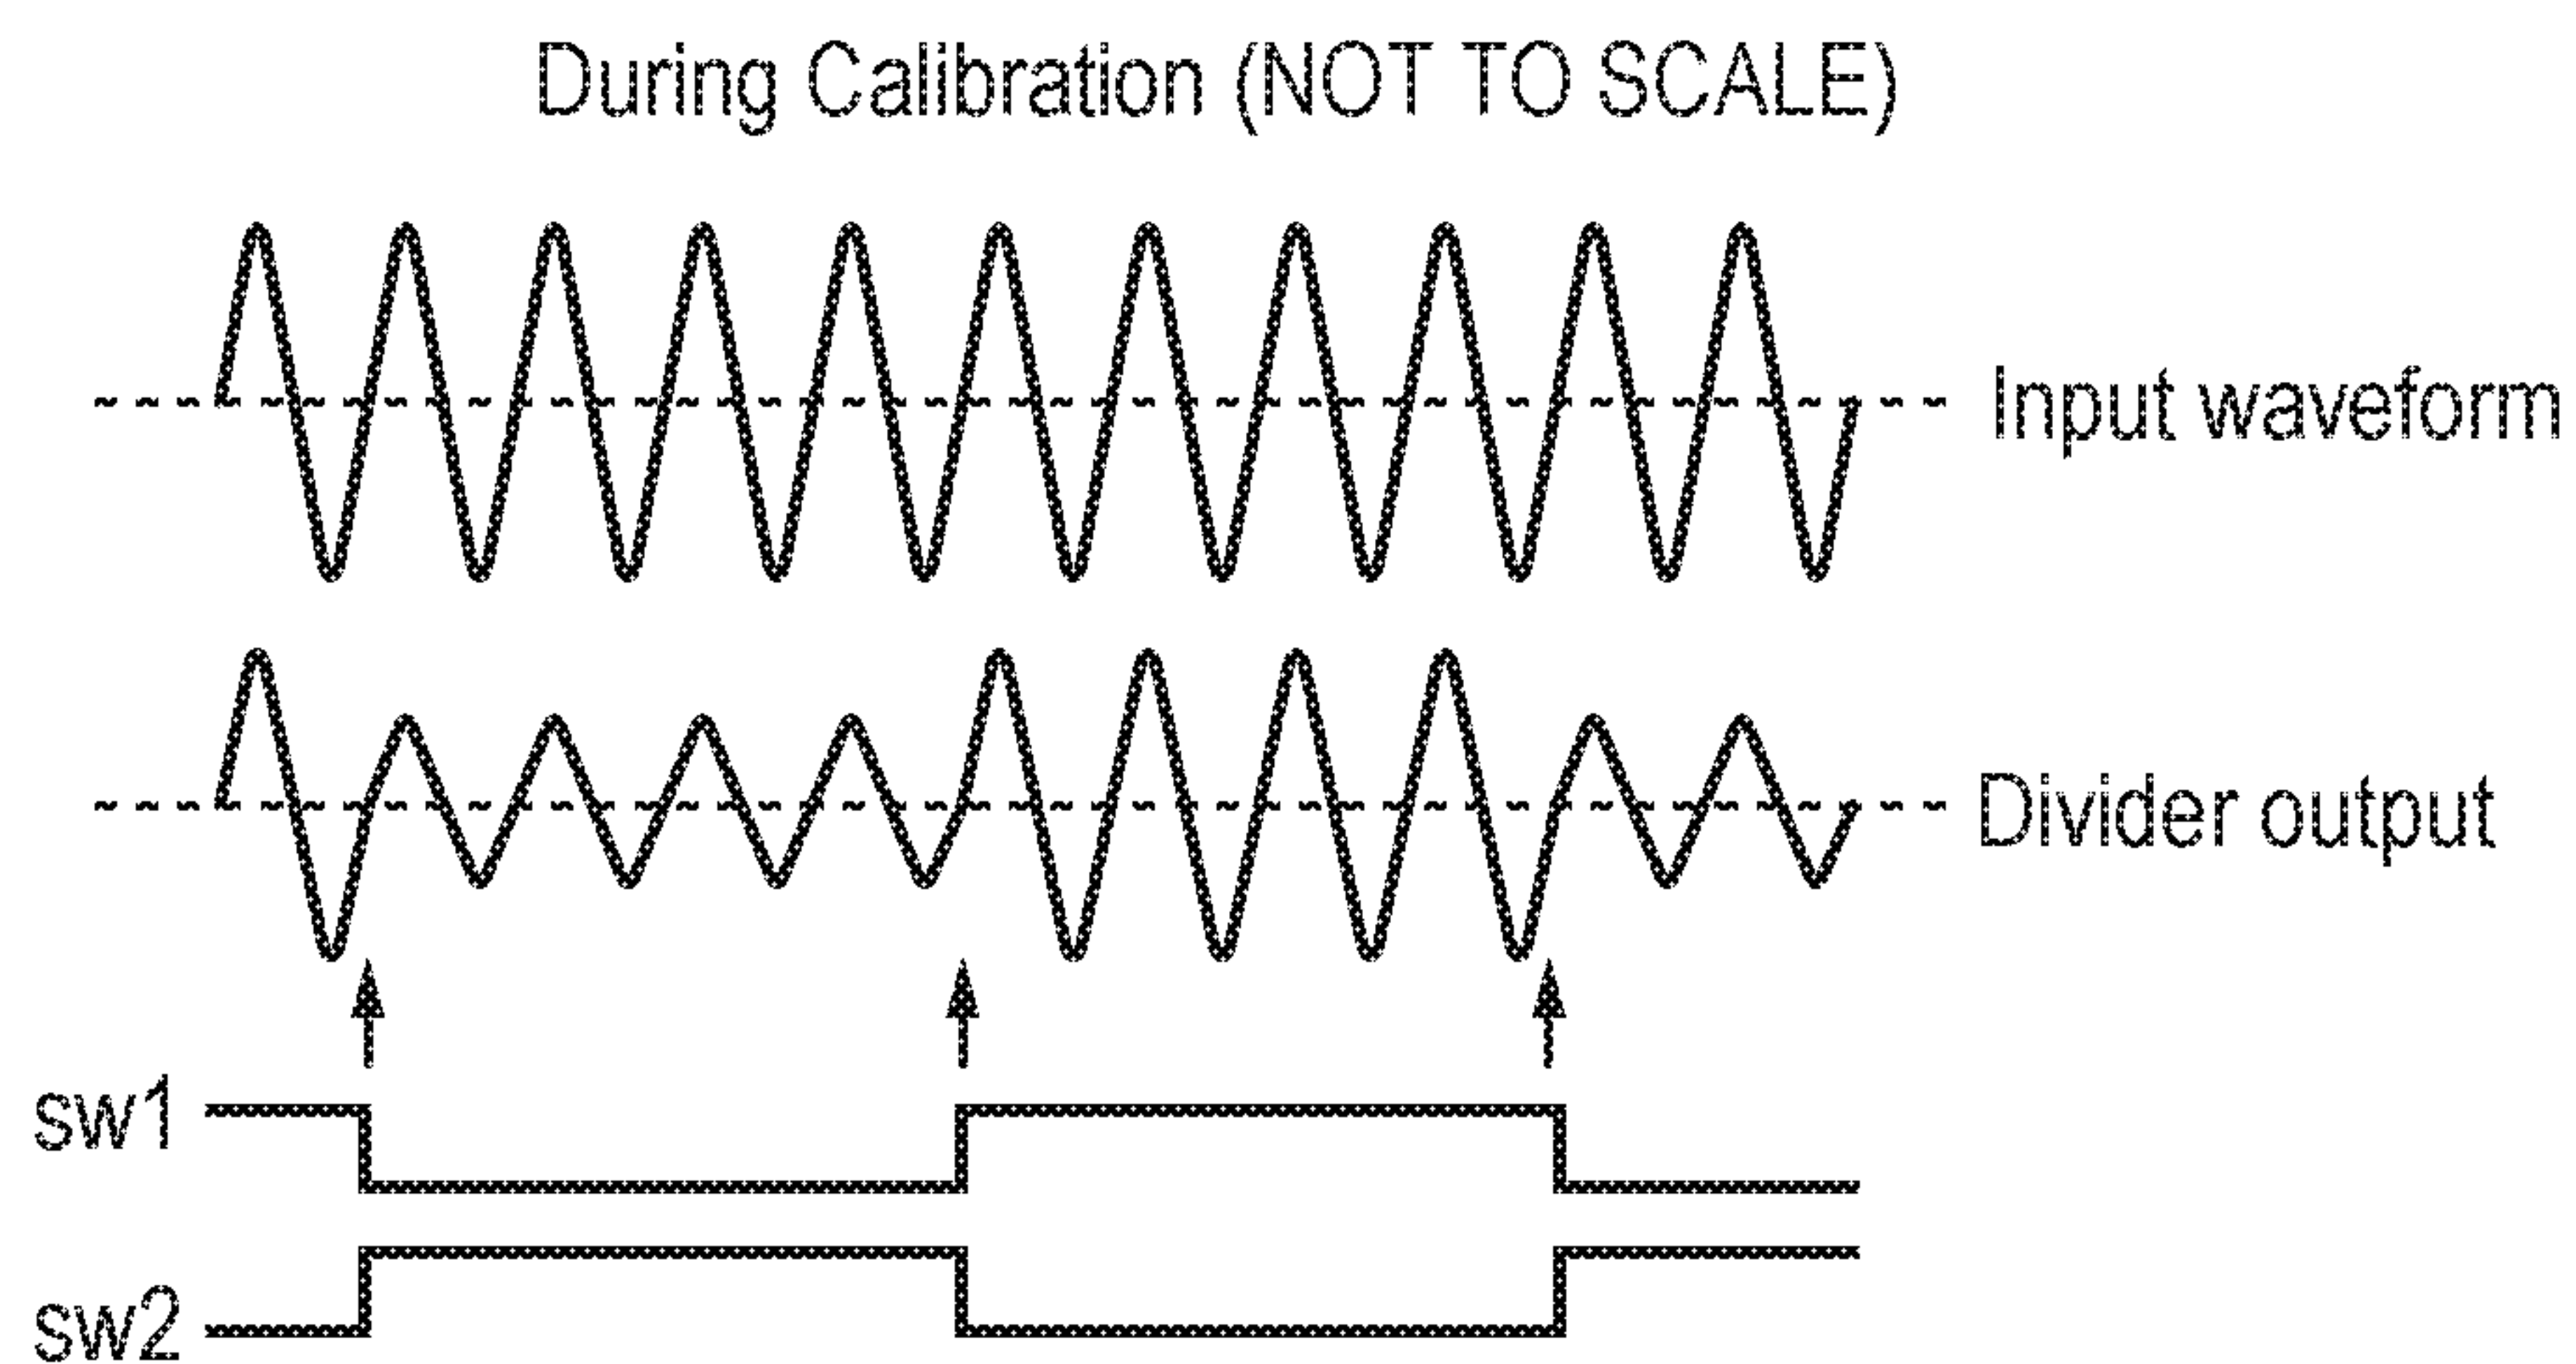 During Calibration (NOT TO SCALE)
Input waveform
Divider output
sw1
sw2